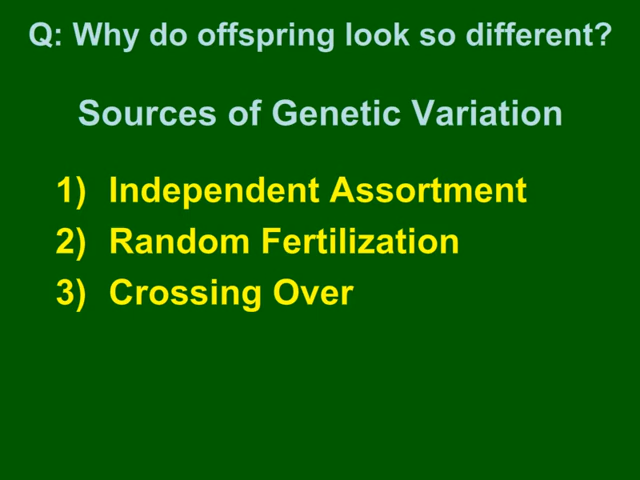 Q: Why do offspring look so different?
Sources of Genetic Variation
1) Independent Assortment
2) Random Fertilization
3) Crossing Over